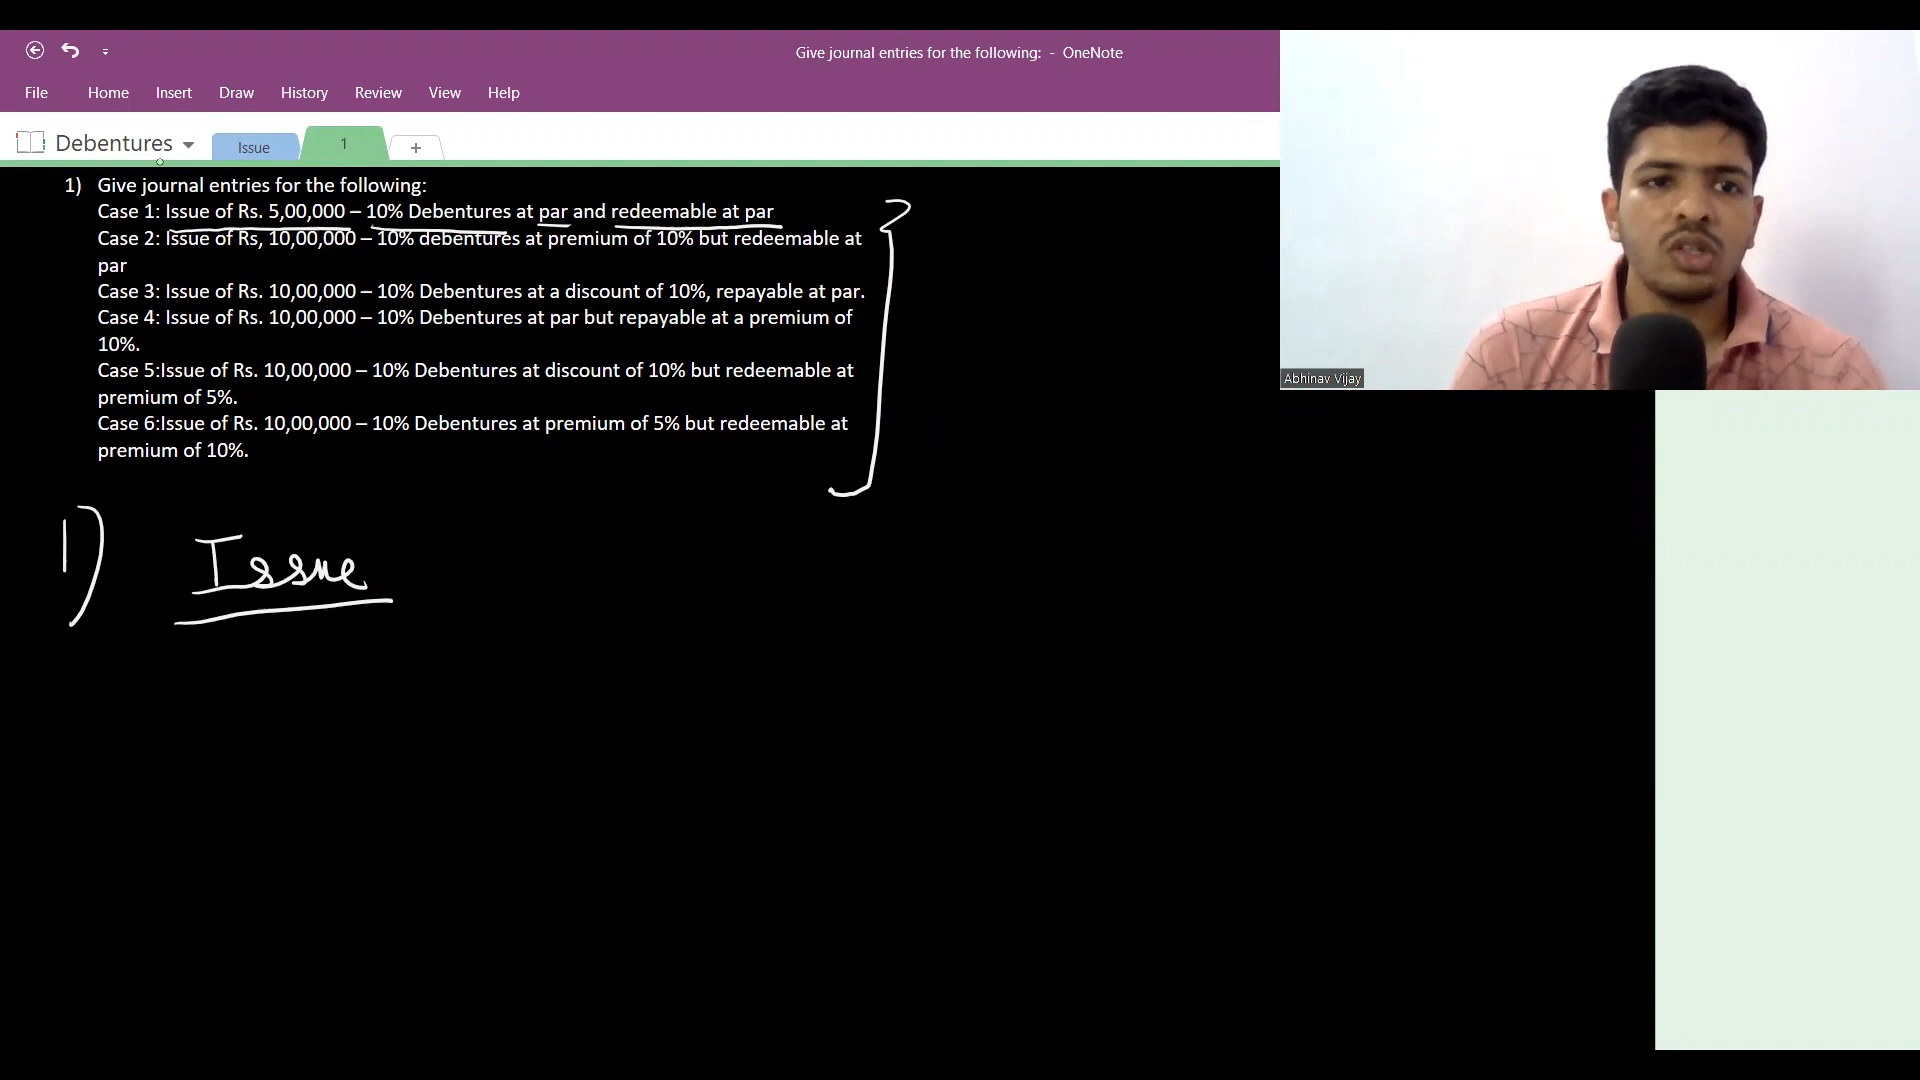 Give journal entries for the following: - OneNote
File Home Insert Draw History Review View Help
Debentures Issue 1 +
1) Give journal entries for the following:
Case 1: Issue of Rs. 5,00,000 – 10% Debentures at par and redeemable at par
Case 2: Issue of Rs, 10,00,000 – 10% debentures at premium of 10% but redeemable at
par
Case 3: Issue of Rs. 10,00,000 – 10% Debentures at a discount of 10%, repayable at par.
Case 4: Issue of Rs. 10,00,000 – 10% Debentures at par but repayable at a premium of
10%.
Case 5:Issue of Rs. 10,00,000 – 10% Debentures at discount of 10% but redeemable at
premium of 5%.
Case 6:Issue of Rs. 10,00,000 – 10% Debentures at premium of 5% but redeemable at
premium of 10%.
Abhinav Vijay
1) Issue